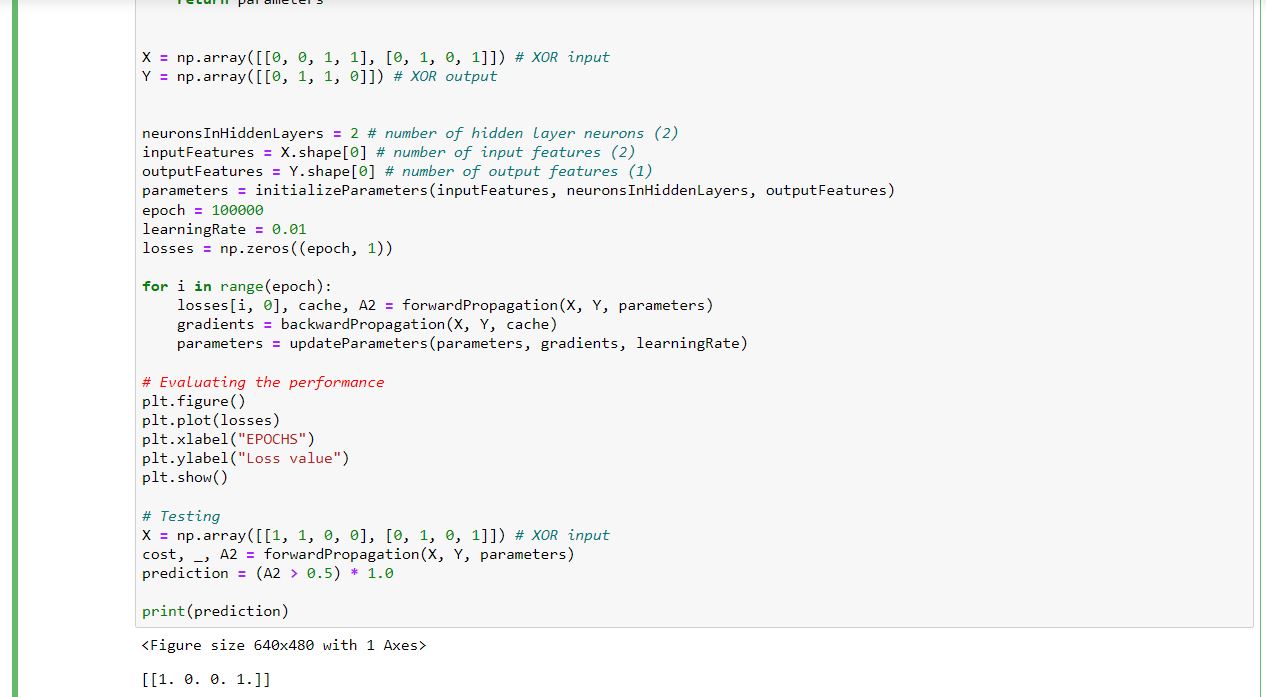 return parameters
X = np.array([[0, 0, 1, 1], [0, 1, 0, 1]]) # XOR input
Y = np.array([[0, 1, 1, 0]]) # XOR output
neuronsInHiddenLayers = 2 # number of hidden layer neurons (2)
inputFeatures = X.shape[0] # number of input features (2)
outputFeatures = Y.shape[0] # number of output features (1)
parameters = initializeParameters(inputFeatures, neuronsInHiddenLayers, outputFeatures)
epoch = 100000
learningRate = 0.01
losses = np.zeros((epoch, 1))
for i in range(epoch):
    losses[i, 0], cache, A2 = forwardPropagation(X, Y, parameters)
    gradients = backwardPropagation(X, Y, cache)
    parameters = updateParameters(parameters, gradients, learningRate)
# Evaluating the performance
plt.figure()
plt.plot(losses)
plt.xlabel("EPOCHS")
plt.ylabel("Loss value")
plt.show()
# Testing
X = np.array([[1, 1, 0, 0], [0, 1, 0, 1]]) # XOR input
cost, _, A2 = forwardPropagation(X, Y, parameters)
prediction = (A2 > 0.5) * 1.0
print(prediction)
<Figure size 640x480 with 1 Axes>
[[1. 0. 0. 1.]]